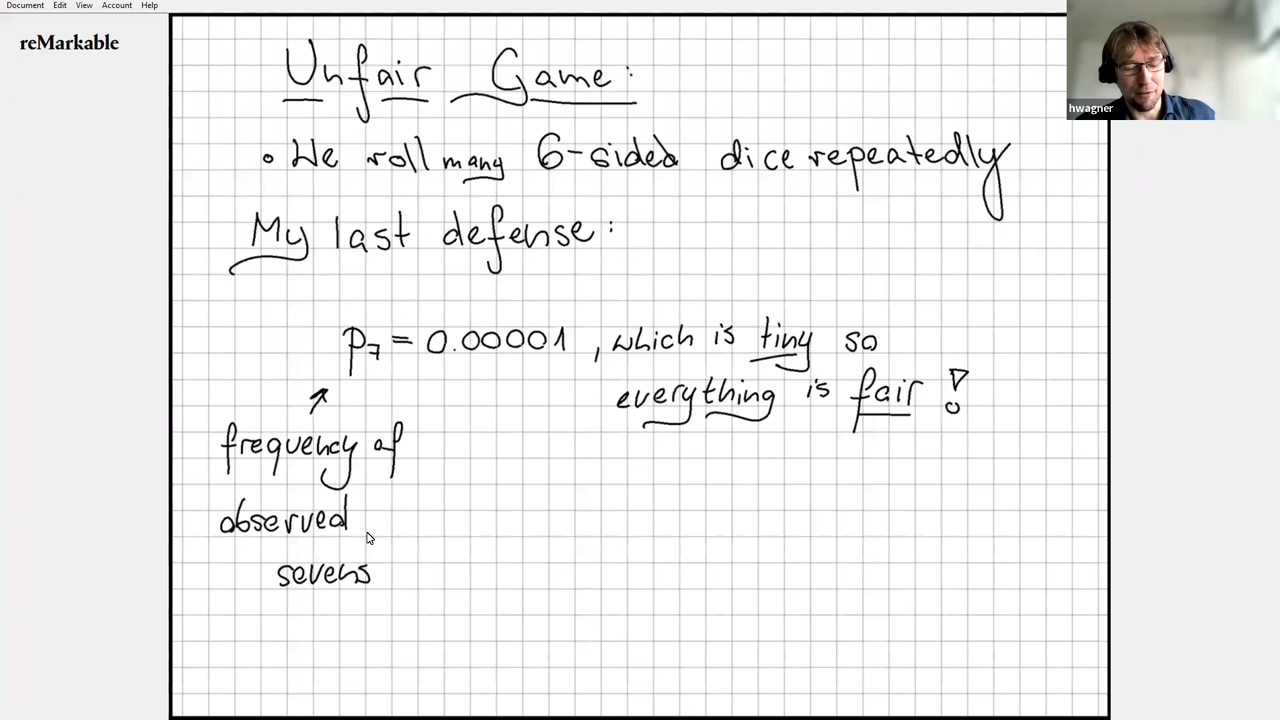 Document Edit View Account Help
reMarkable
hwagner
Unfair Game:
• We roll many 6-sided dice repeatedly
My last defense:
p7 = 0.00001, which is tiny so
everything is fair!
frequency of
observed
sevens